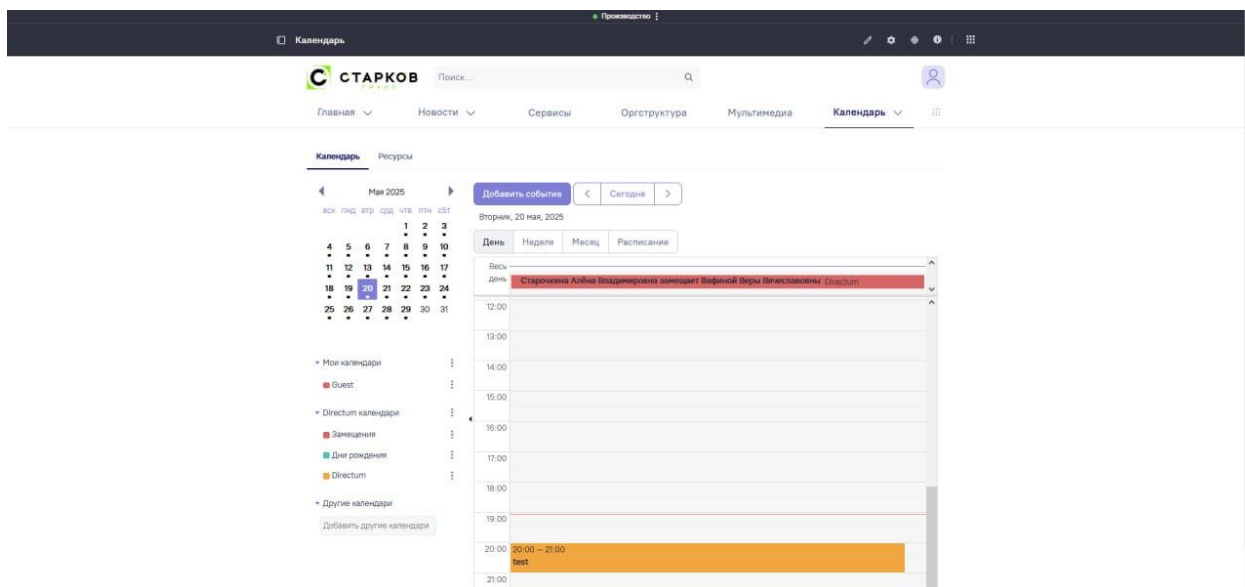 Производство
Календарь
СТАРКОВ
ГРУПП
Поиск...
Главная Новости Сервисы Оргструктура Мультимедиа Календарь
Календарь Ресурсы
Мая 2025
вск пнд втр срд чтв птн сбт
1 2 3
4 5 6 7 8 9 10
11 12 13 14 15 16 17
18 19 20 21 22 23 24
25 26 27 28 29 30 31
Мои календари
Guest
Directum календари
Замещения
Дни рождения
Directum
Другие календари
Добавить другие календари
Добавить событие Сегодня
Вторник, 20 мая, 2025
День Неделя Месяц Расписание
Весь день
Старочкина Алёна Владимировна замещает Вафиной Веры Вячеславовны Directum
12:00
13:00
14:00
15:00
16:00
17:00
18:00
19:00
20:00 20:00 – 21:00
test
21:00